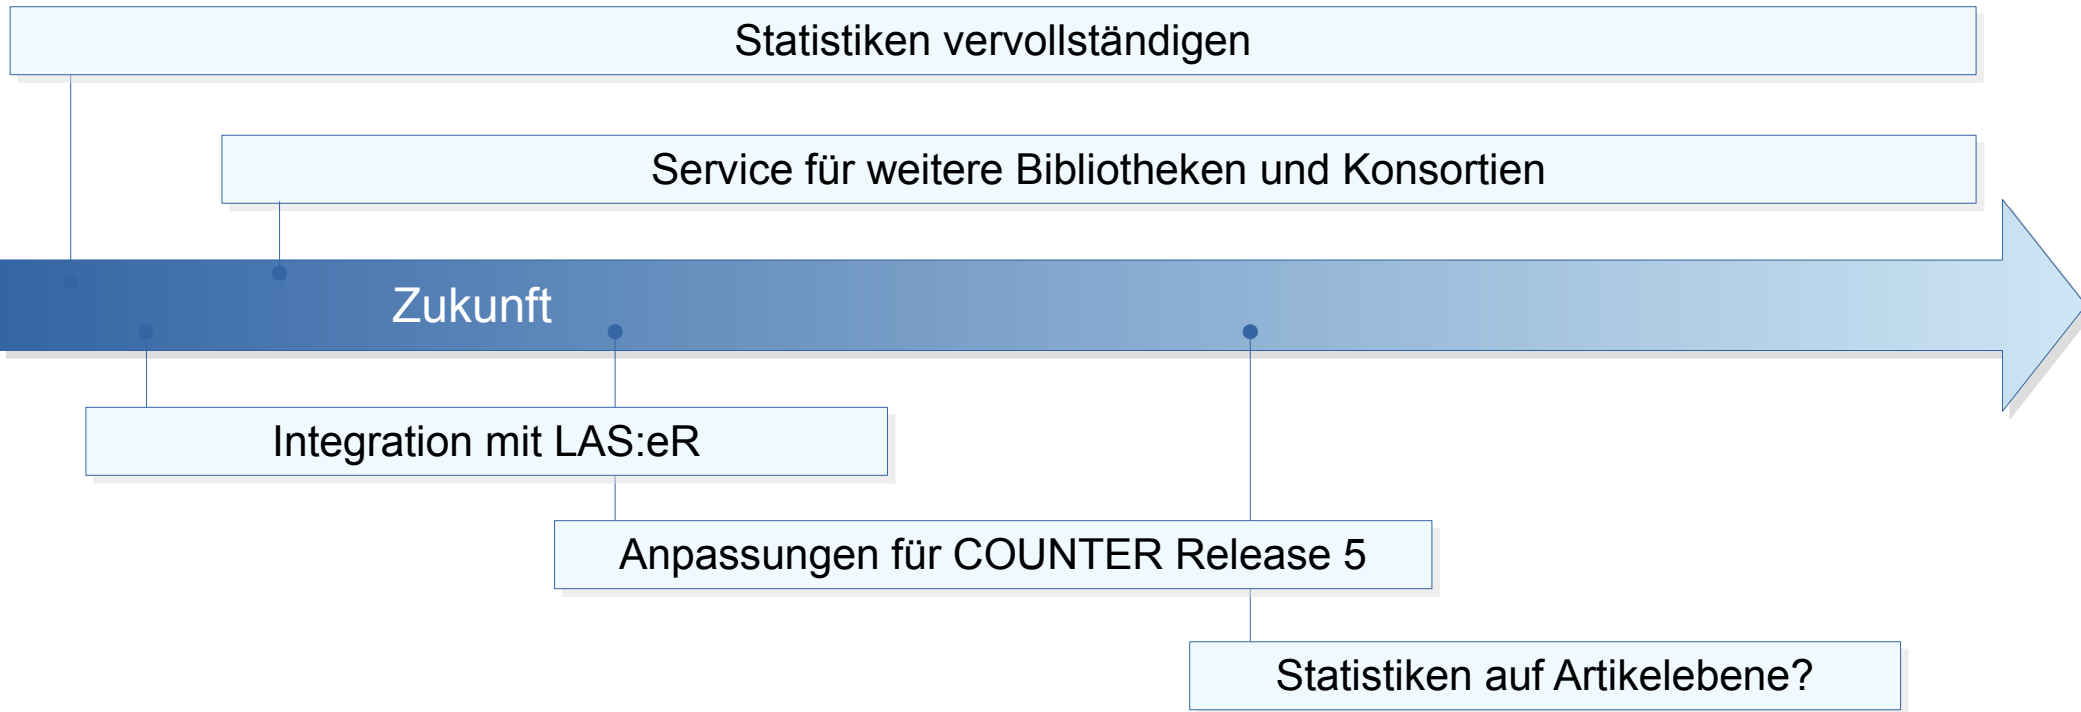 Statistiken vervollständigen
Service für weitere Bibliotheken und Konsortien
Zukunft
Integration mit LAS:eR
Anpassungen für COUNTER Release 5
Statistiken auf Artikelebene?